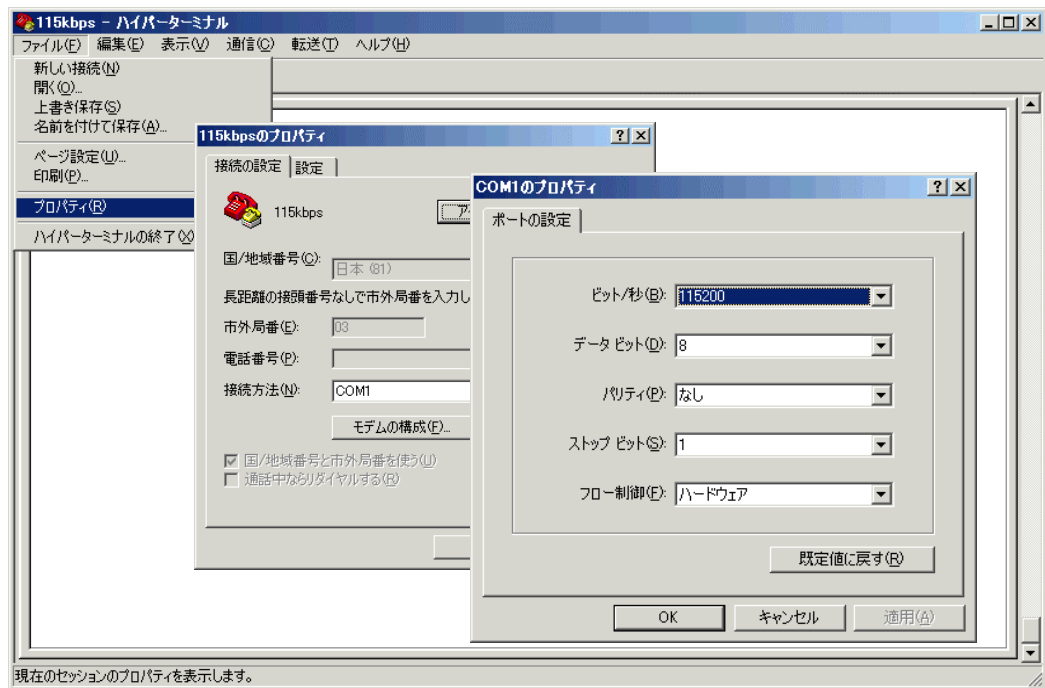 115kbps - ハイパーターミナル
ファイル(F) 編集(E) 表示(V) 通信(C) 転送(T) ヘルプ(H)
新しい接続(N)
開く(O)...
上書き保存(S)
名前を付けて保存(A)...
ページ設定(U)...
印刷(P)...
プロパティ(R)
ハイパーターミナルの終了(X)
115kbpsのプロパティ
接続の設定 設定
115kbps
国/地域番号(C): 日本 (81)
長距離の接頭番号なしで市外局番を入力し
市外局番(E): 03
電話番号(P):
接続方法(N): COM1
モデムの構成(F)...
国/地域番号と市外局番を使う(U)
通話中ならリダイヤルする(R)
COM1のプロパティ
ポートの設定
ビット/秒(B): 115200
データ ビット(D): 8
パリティ(P): なし
ストップ ビット(S): 1
フロー制御(F): ハードウェア
既定値に戻す(R)
OK キャンセル 適用(A)
現在のセッションのプロパティを表示します。